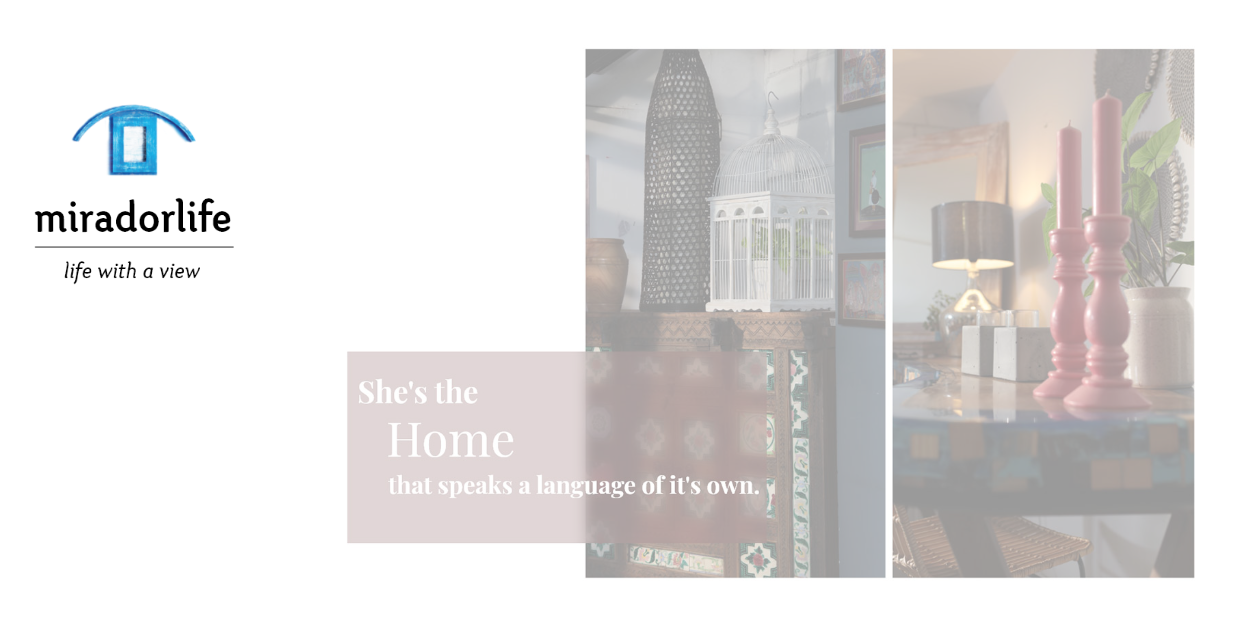 miradorlife
life with a view
She's the
Home
that speaks a language of it's own.